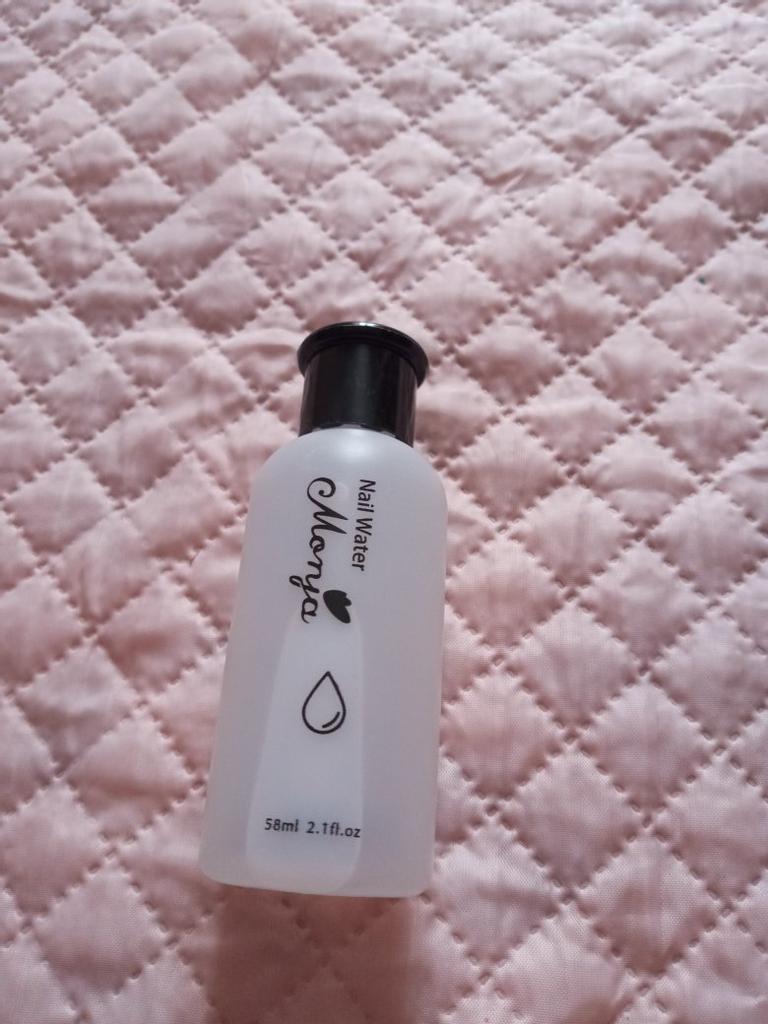 Nail Water
Monja
58ml 2.1fl.oz